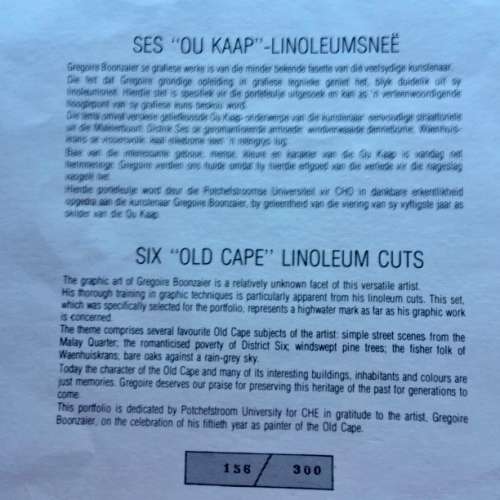 SES "OU KAAP"-LINOLEUMSNEË
Gregoire Boonzaier se grafiese werke is van die minder bekende fasette van die veelsydige kunstenaar.
Die feit dat Gregoire grondige opleiding in grafiese tegnieke geniet het, blyk duidelik uit sy
linoleumsneë. Hierdie stel is spesifiek vir die portefeulje uitgesoek en kan as 'n verteenwoordigende
hoogtepunt van sy grafiese kuns beskou word.
Die tema omvat verskeie geliefkoosde Ou Kaap-onderwerpe van die kunstenaar: eenvoudige straattonele
uit die Maleierbuurt; Distrik Ses se geromantiseerde armoede; windverwaaide dennebome; Waenhuis-
krans se vissersvolk; kaal eikebome teen 'n reëngrys lug.
van die interessante geboue, mense, kleure en karakter van die Ou Kaap is vandag net
herinneringe. Gregoire verdien ons hulde omdat hy hierdie erfgoed van die verlede vir die nageslag
vasgelê het.
Hierdie portefeulje word deur die Potchefstroomse Universiteit vir CHO in dankbare erkentlikheid
opgedra aan die kunstenaar Gregoire Boonzaier, by geleentheid van die viering van sy vyftigste jaar as
skilder van die Ou Kaap.
SIX "OLD CAPE" LINOLEUM CUTS
The graphic art of Gregoire Boonzaier is a relatively unknown facet of this versatile artist.
His thorough training in graphic techniques is particularly apparent from his linoleum cuts. This set,
which was specifically selected for the portfolio, represents a highwater mark as far as his graphic work
is concerned.
The theme comprises several favourite Old Cape subjects of the artist: simple street scenes from the
Malay Quarter; the romanticised poverty of District Six; windswept pine trees; the fisher folk of
Waenhuiskrans; bare oaks against a rain-grey sky.
Today the character of the Old Cape and many of its interesting buildings, inhabitants and colours are
just memories. Gregoire deserves our praise for preserving this heritage of the past for generations to
come.
This portfolio is dedicated by Potchefstroom University for CHE in gratitude to the artist, Gregoire
Boonzaier, on the celebration of his fiftieth year as painter of the Old Cape.
156 / 300